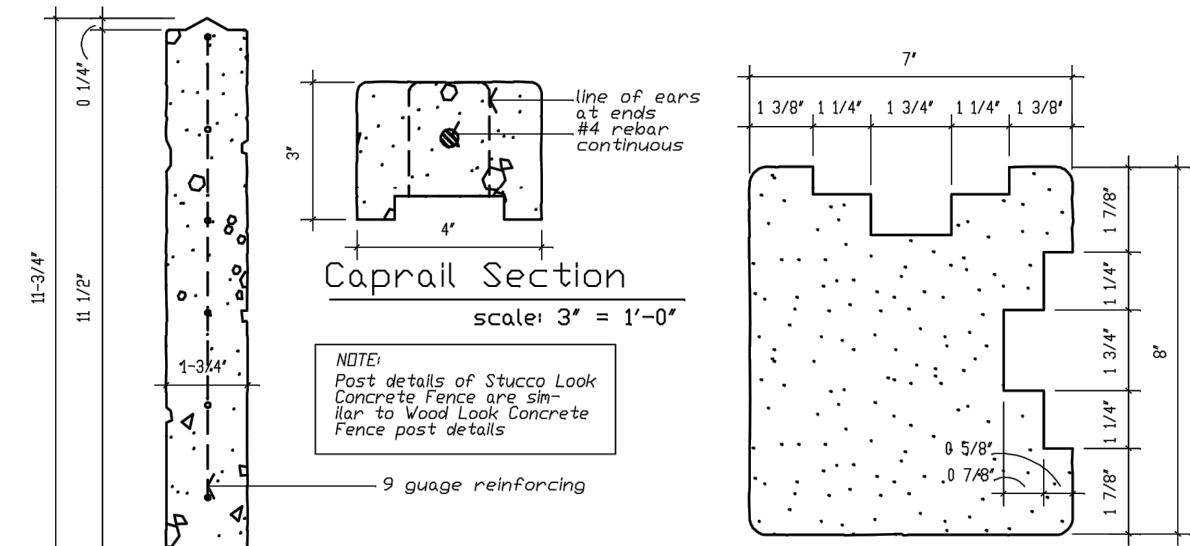 0 1/4"
11-3/4"
11 1/2"
1-3/4"
9 guage reinforcing
3"
4"
line of ears
at ends
#4 rebar
continuous
Caprail Section
scale: 3" = 1'-0"
NOTE:
Post details of Stucco Look
Concrete Fence are sim-
ilar to Wood Look Concrete
Fence post details
7"
1 3/8" 1 1/4" 1 3/4" 1 1/4" 1 3/8"
1 7/8"
1 1/4"
1 3/4"
1 1/4"
1 7/8"
8"
0 5/8"
0 7/8"